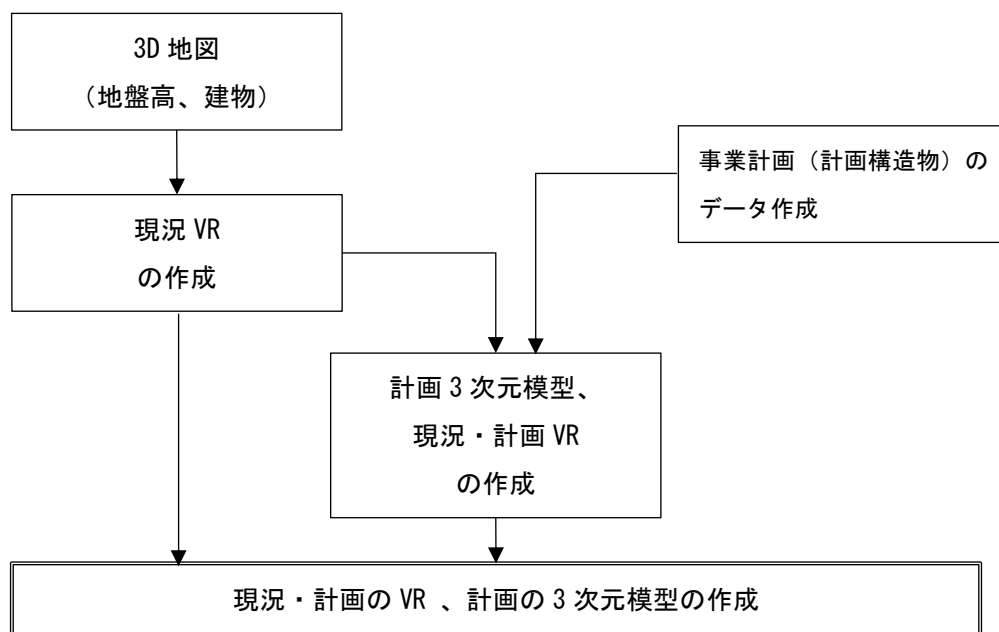 3D 地図
（地盤高、建物）
事業計画（計画構造物）の
データ作成
現況 VR
の作成
計画 3 次元模型、
現況・計画 VR
の作成
現況・計画の VR 、計画の 3 次元模型の作成